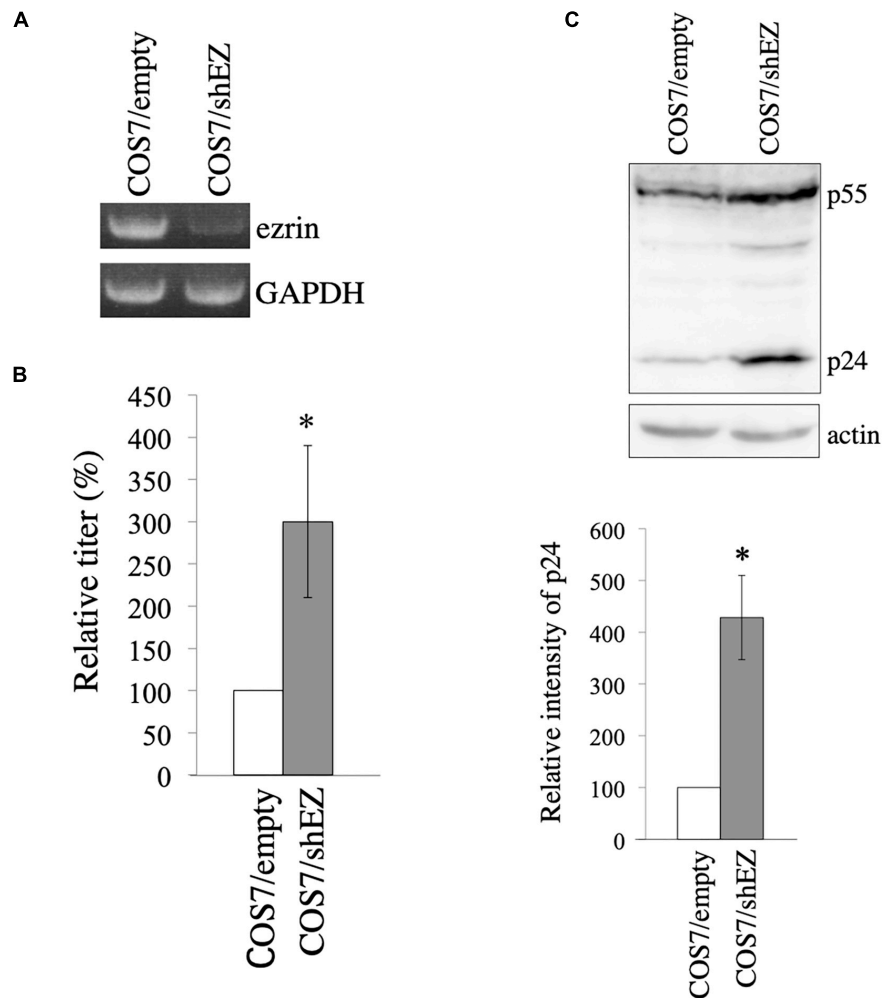 A
COS7/empty
COS7/shEZ
ezrin
GAPDH
B
450
400
350
300
250
200
150
100
50
0
Relative titer (%)
*
COS7/empty
COS7/shEZ
C
COS7/empty
COS7/shEZ
p55
p24
actin
600
500
400
300
200
100
0
Relative intensity of p24
*
COS7/empty
COS7/shEZ